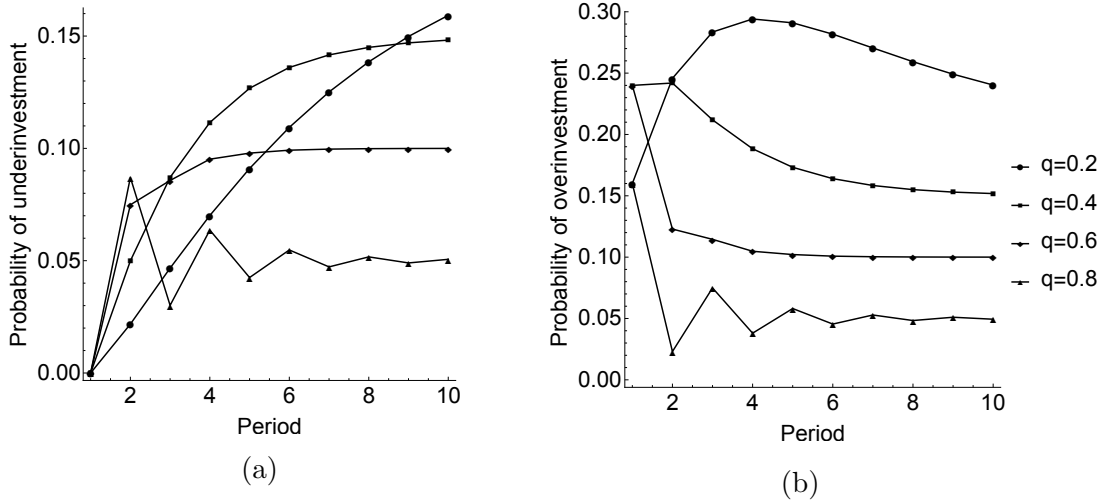 Probability of underinvestment
0.15
0.10
0.05
0.00
2 4 6 8 10
Period
(a)
Probability of overinvestment
0.30
0.25
0.20
0.15
0.10
0.05
0.00
2 4 6 8 10
Period
(b)
q=0.2
q=0.4
q=0.6
q=0.8